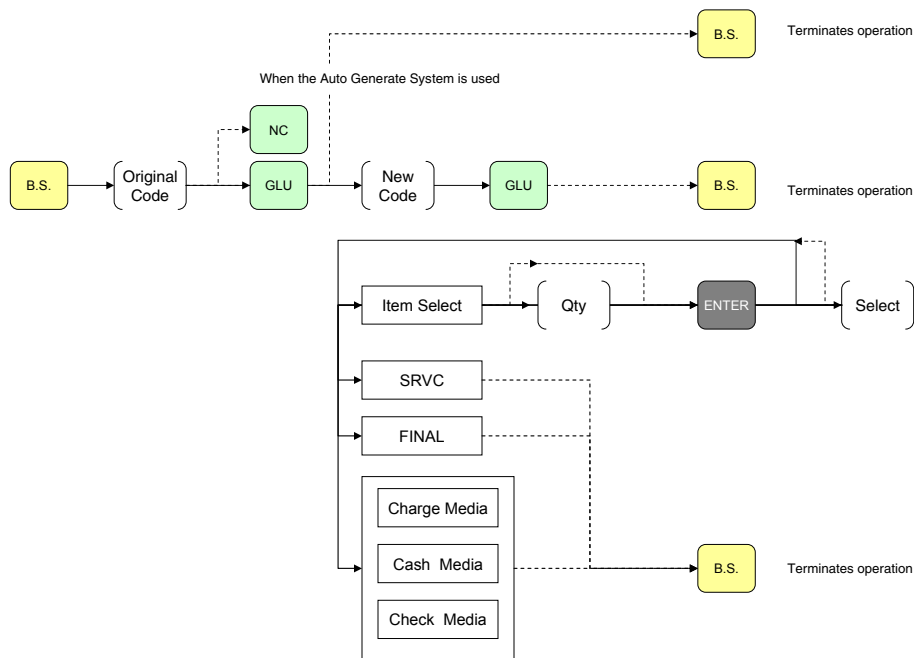 B.S.
Terminates operation
When the Auto Generate System is used
NC
B.S.
Original
Code
GLU
New
Code
GLU
B.S.
Terminates operation
Item Select
Qty
ENTER
Select
SRVC
FINAL
Charge Media
Cash Media
Check Media
B.S.
Terminates operation